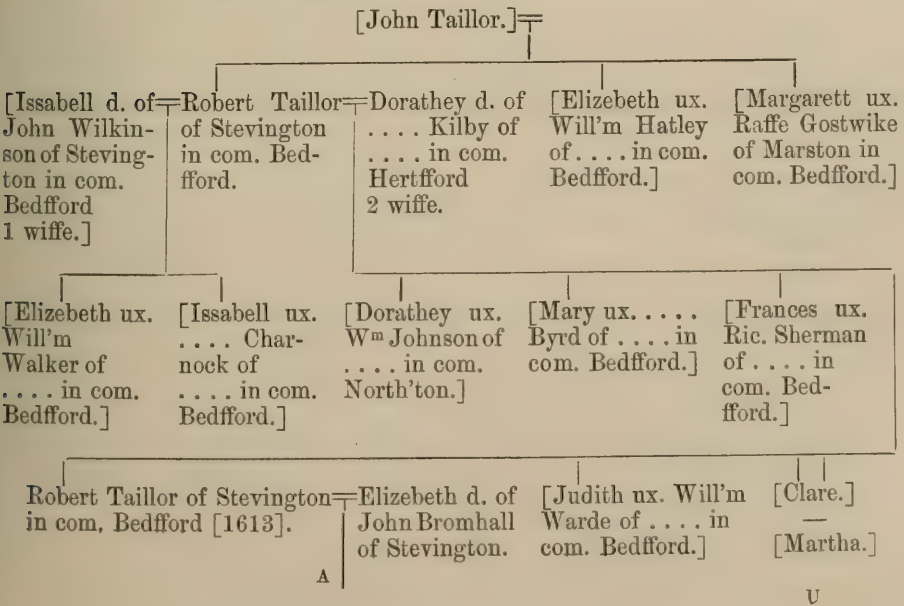 [John Taillor.]
[Issabell d. of
John Wilkin-
son of Steving-
ton in com.
Bedfford
1 wiffe.]
Robert Taillor
of Stevington
in com. Bed-
fford.
Dorathey d. of
. . . . Kilby of
. . . . in com.
Hertfford
2 wiffe.
[Elizebeth ux.
Will'm Hatley
of . . . . in com.
Bedfford.]
[Margarett ux.
Raffe Gostwike
of Marston in
com. Bedfford.]
[Elizebeth ux.
Will'm
Walker of
. . . . in com.
Bedfford.]
[Issabell ux.
. . . . Char-
nock of
. . . . in com.
Bedfford.]
[Dorathey ux.
Wm Johnson of
. . . . in com.
North'ton.]
[Mary ux. . . . .
Byrd of . . . . in
com. Bedfford.]
[Frances ux.
Ric. Sherman
of . . . . in
com. Bed-
fford.]
Robert Taillor of Stevington
in com. Bedfford [1613].
Elizebeth d. of
John Bromhall
of Stevington.
[Judith ux. Will'm
Warde of . . . . in
com. Bedfford.]
[Clare.]
—
[Martha.]
A
U